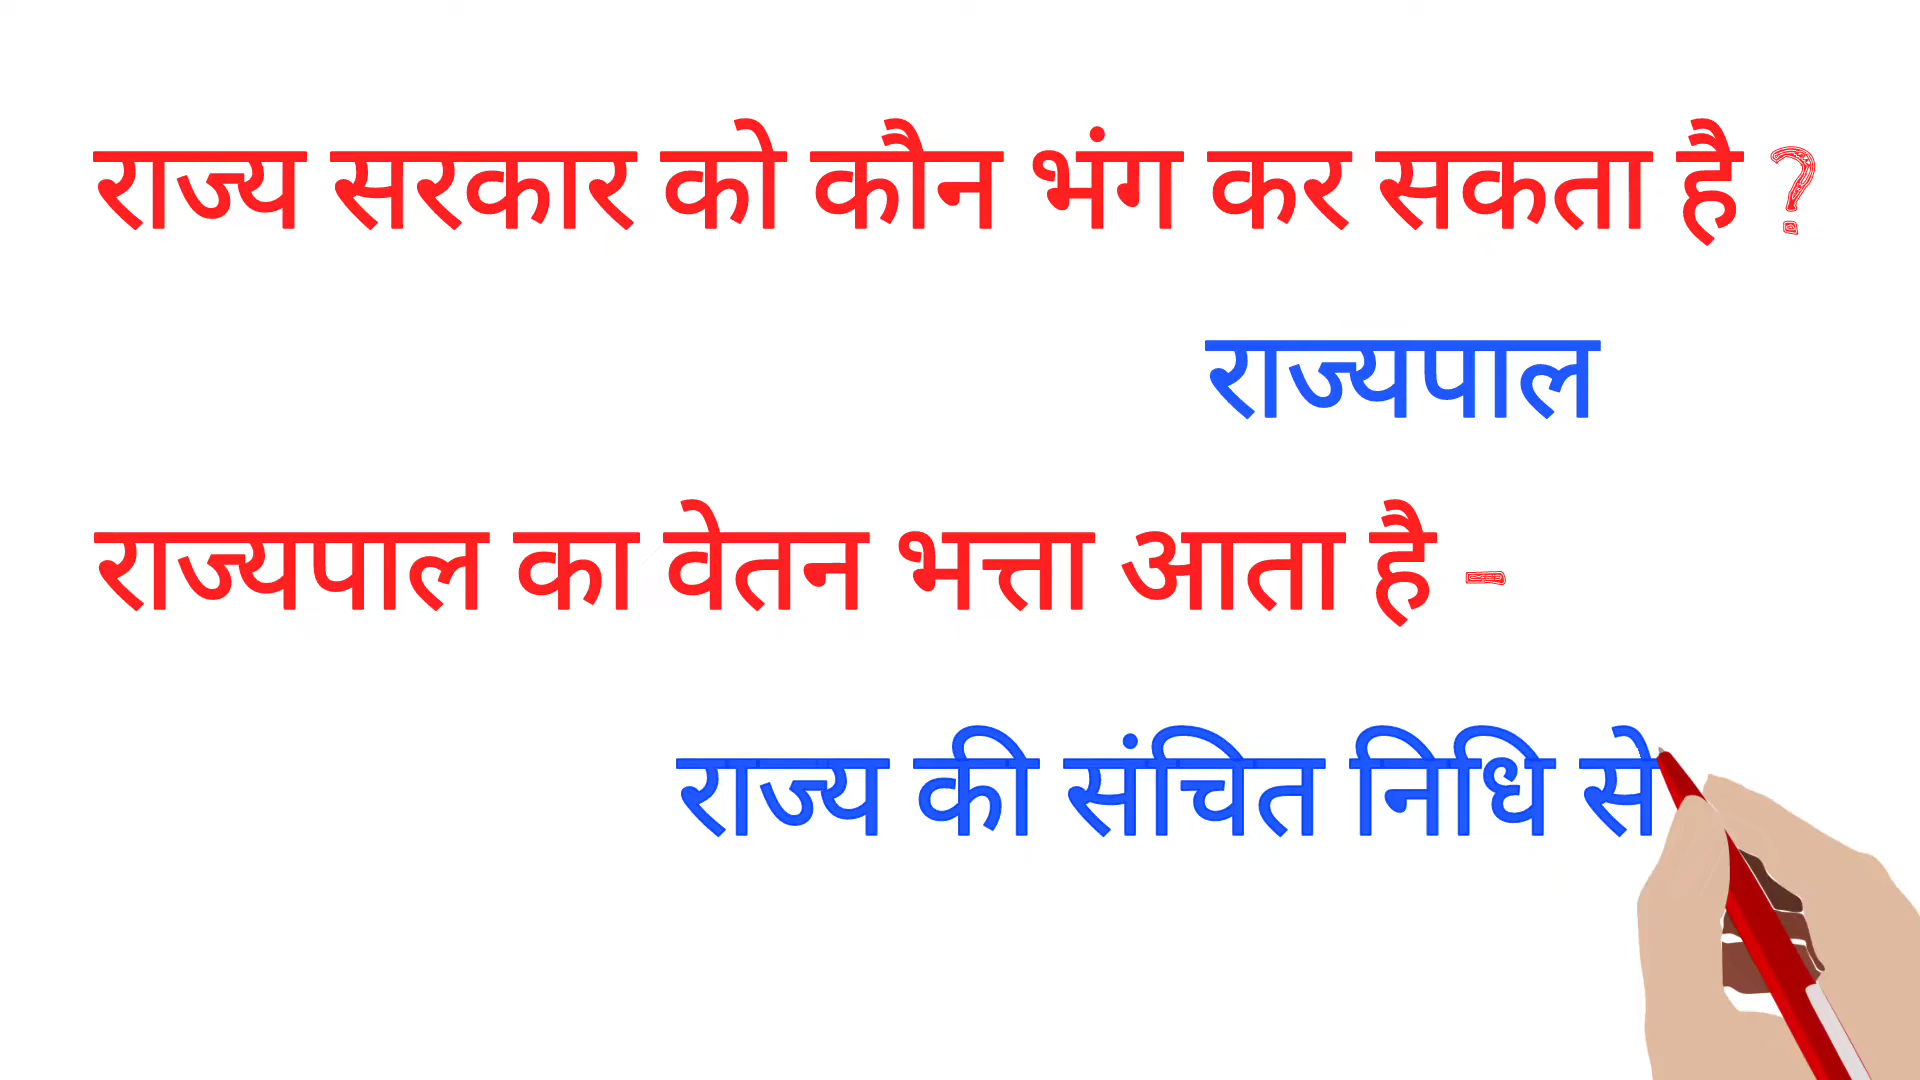 राज्य सरकार को कौन भंग कर सकता है ?
राज्यपाल
राज्यपाल का वेतन भत्ता आता है -
राज्य की संचित निधि से